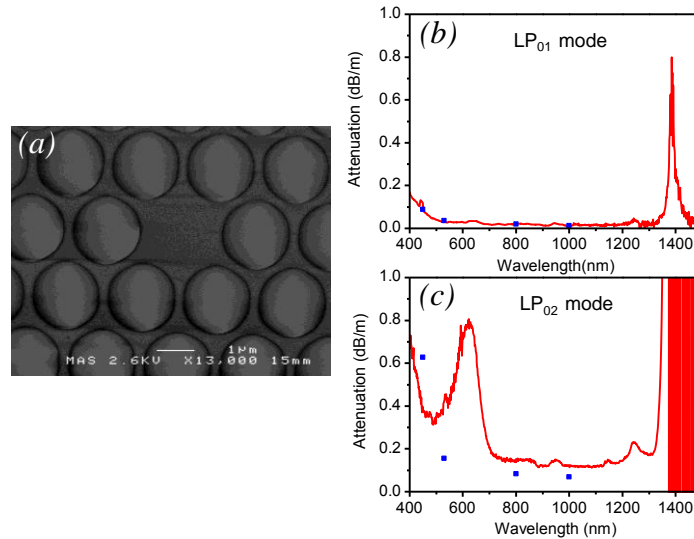 (a)
MAS 2.6KV X13,000 15mm
1µm
(b)
LP01 mode
Attenuation (dB/m)
1.0
0.8
0.6
0.4
0.2
0.0
400 600 800 1000 1200 1400
Wavelength(nm)
(c)
LP02 mode
Attenuation (dB/m)
1.0
0.8
0.6
0.4
0.2
0.0
400 600 800 1000 1200 1400
Wavelength (nm)